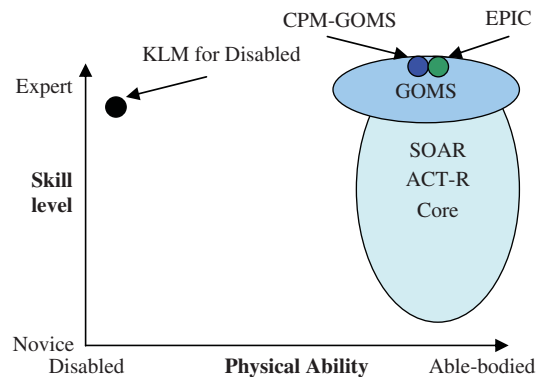 CPM-GOMS
EPIC
KLM for Disabled
Expert
GOMS
SOAR
ACT-R
Core
Skill
level
Novice
Disabled
Physical Ability
Able-bodied